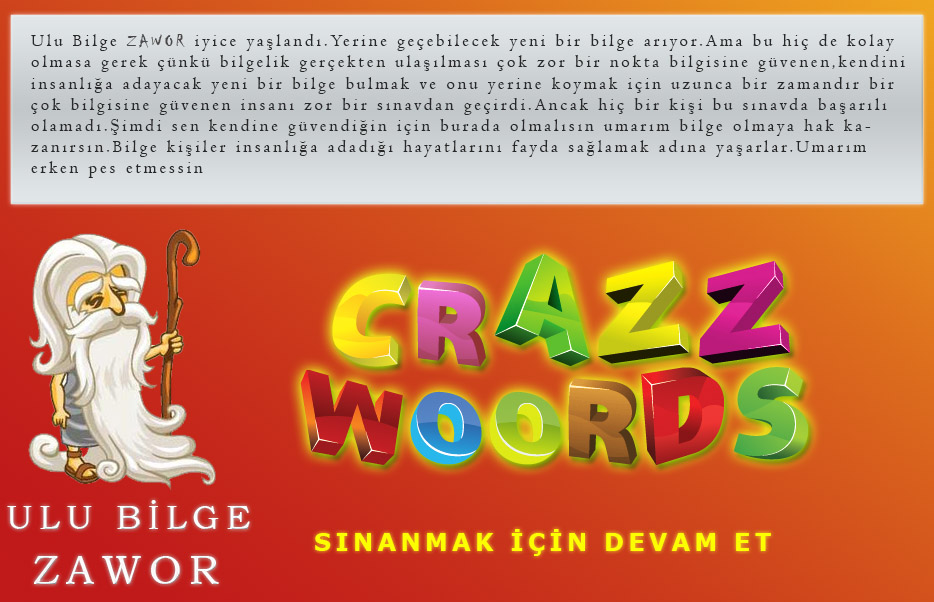 Ulu Bilge ZAWOR iyice yaşlandı.Yerine geçebilecek yeni bir bilge arıyor.Ama bu hiç de kolay
olmasa gerek çünkü bilgelik gerçekten ulaşılması çok zor bir nokta bilgisine güvenen,kendini
insanlığa adayacak yeni bir bilge bulmak ve onu yerine koymak için uzunca bir zamandır bir
çok bilgisine güvenen insanı zor bir sınavdan geçirdi.Ancak hiç bir kişi bu sınavda başarılı
olamadı.Şimdi sen kendine güvendiğin için burada olmalısın umarım bilge olmaya hak ka-
zanırsın.Bilge kişiler insanlığa adadığı hayatlarını fayda sağlamak adına yaşarlar.Umarım
erken pes etmessin
CRAZZ
WOORDS
ULU BİLGE
ZAWOR
SINANMAK İÇİN DEVAM ET